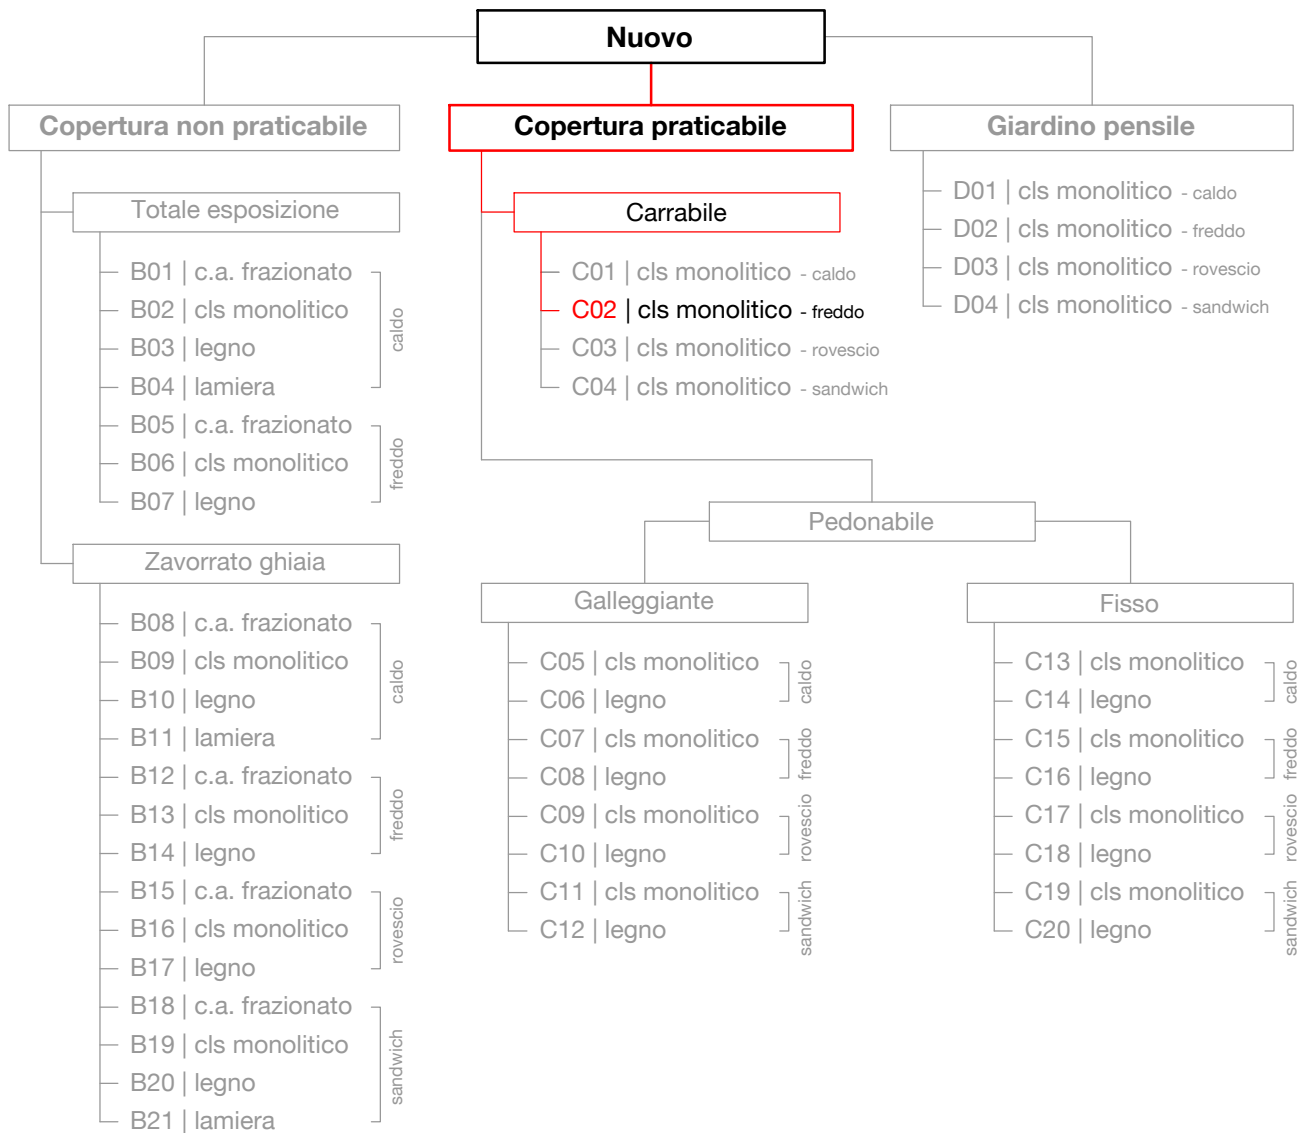 Nuovo
Copertura non praticabile
Totale esposizione
B01 | c.a. frazionato
B02 | cls monolitico
B03 | legno
B04 | lamiera
caldo
B05 | c.a. frazionato
B06 | cls monolitico
B07 | legno
freddo
Zavorrato ghiaia
B08 | c.a. frazionato
B09 | cls monolitico
B10 | legno
B11 | lamiera
caldo
B12 | c.a. frazionato
B13 | cls monolitico
B14 | legno
freddo
B15 | c.a. frazionato
B16 | cls monolitico
B17 | legno
rovescio
B18 | c.a. frazionato
B19 | cls monolitico
B20 | legno
B21 | lamiera
sandwich
Copertura praticabile
Carrabile
C01 | cls monolitico - caldo
C02 | cls monolitico - freddo
C03 | cls monolitico - rovescio
C04 | cls monolitico - sandwich
Pedonabile
Galleggiante
C05 | cls monolitico
C06 | legno
caldo
C07 | cls monolitico
C08 | legno
freddo
C09 | cls monolitico
C10 | legno
rovescio
C11 | cls monolitico
C12 | legno
sandwich
Fisso
C13 | cls monolitico
C14 | legno
caldo
C15 | cls monolitico
C16 | legno
freddo
C17 | cls monolitico
C18 | legno
rovescio
C19 | cls monolitico
C20 | legno
sandwich
Giardino pensile
D01 | cls monolitico - caldo
D02 | cls monolitico - freddo
D03 | cls monolitico - rovescio
D04 | cls monolitico - sandwich